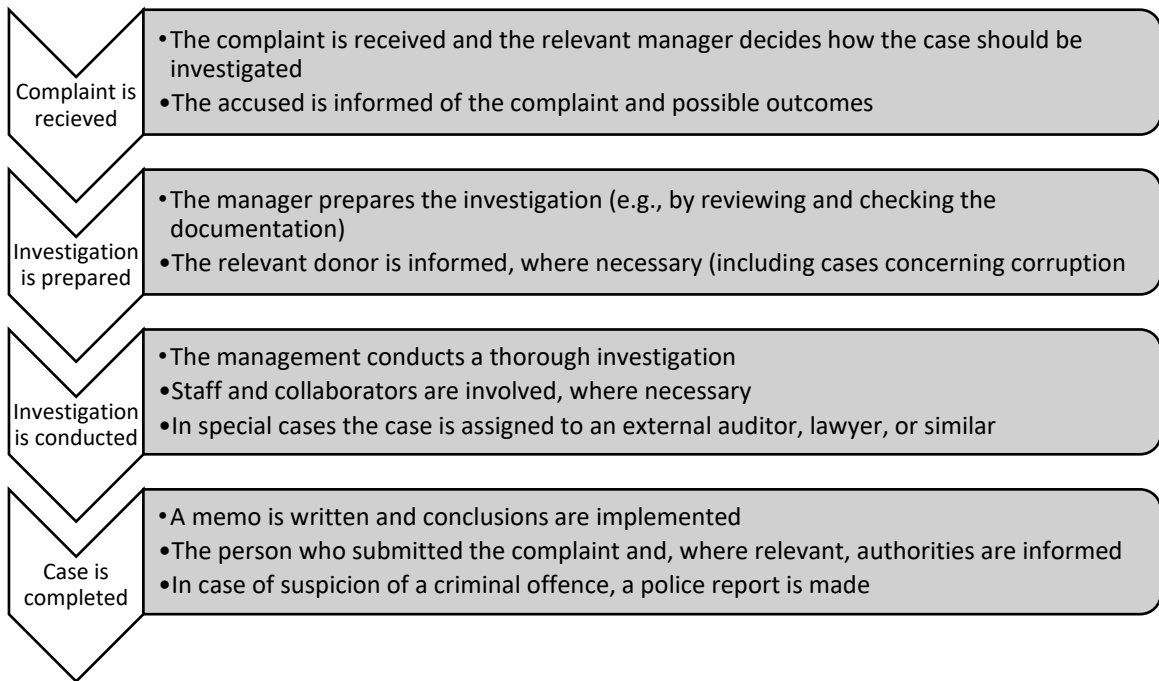 Complaint is
recieved
•The complaint is received and the relevant manager decides how the case should be
investigated
•The accused is informed of the complaint and possible outcomes
Investigation
is prepared
•The manager prepares the investigation (e.g., by reviewing and checking the
documentation)
•The relevant donor is informed, where necessary (including cases concerning corruption
Investigation
is conducted
•The management conducts a thorough investigation
•Staff and collaborators are involved, where necessary
•In special cases the case is assigned to an external auditor, lawyer, or similar
Case is
completed
•A memo is written and conclusions are implemented
•The person who submitted the complaint and, where relevant, authorities are informed
•In case of suspicion of a criminal offence, a police report is made